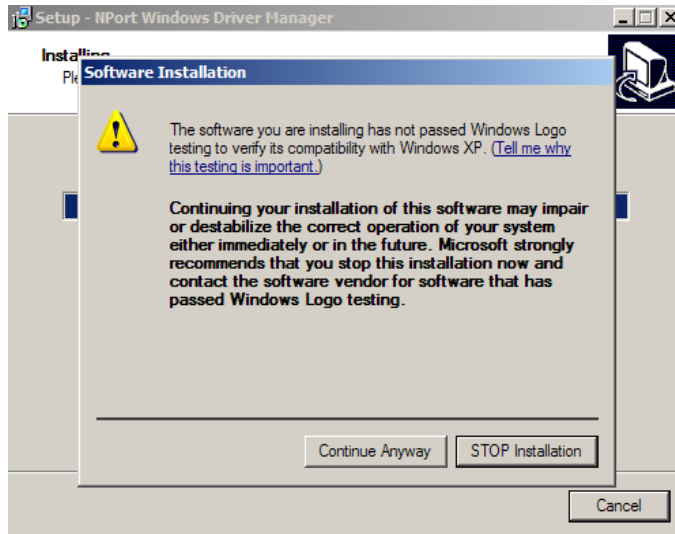 Setup - NPort Windows Driver Manager
Software Installation
The software you are installing has not passed Windows Logo
testing to verify its compatibility with Windows XP. (Tell me why
this testing is important.)
Continuing your installation of this software may impair
or destabilize the correct operation of your system
either immediately or in the future. Microsoft strongly
recommends that you stop this installation now and
contact the software vendor for software that has
passed Windows Logo testing.
Continue Anyway STOP Installation
Cancel